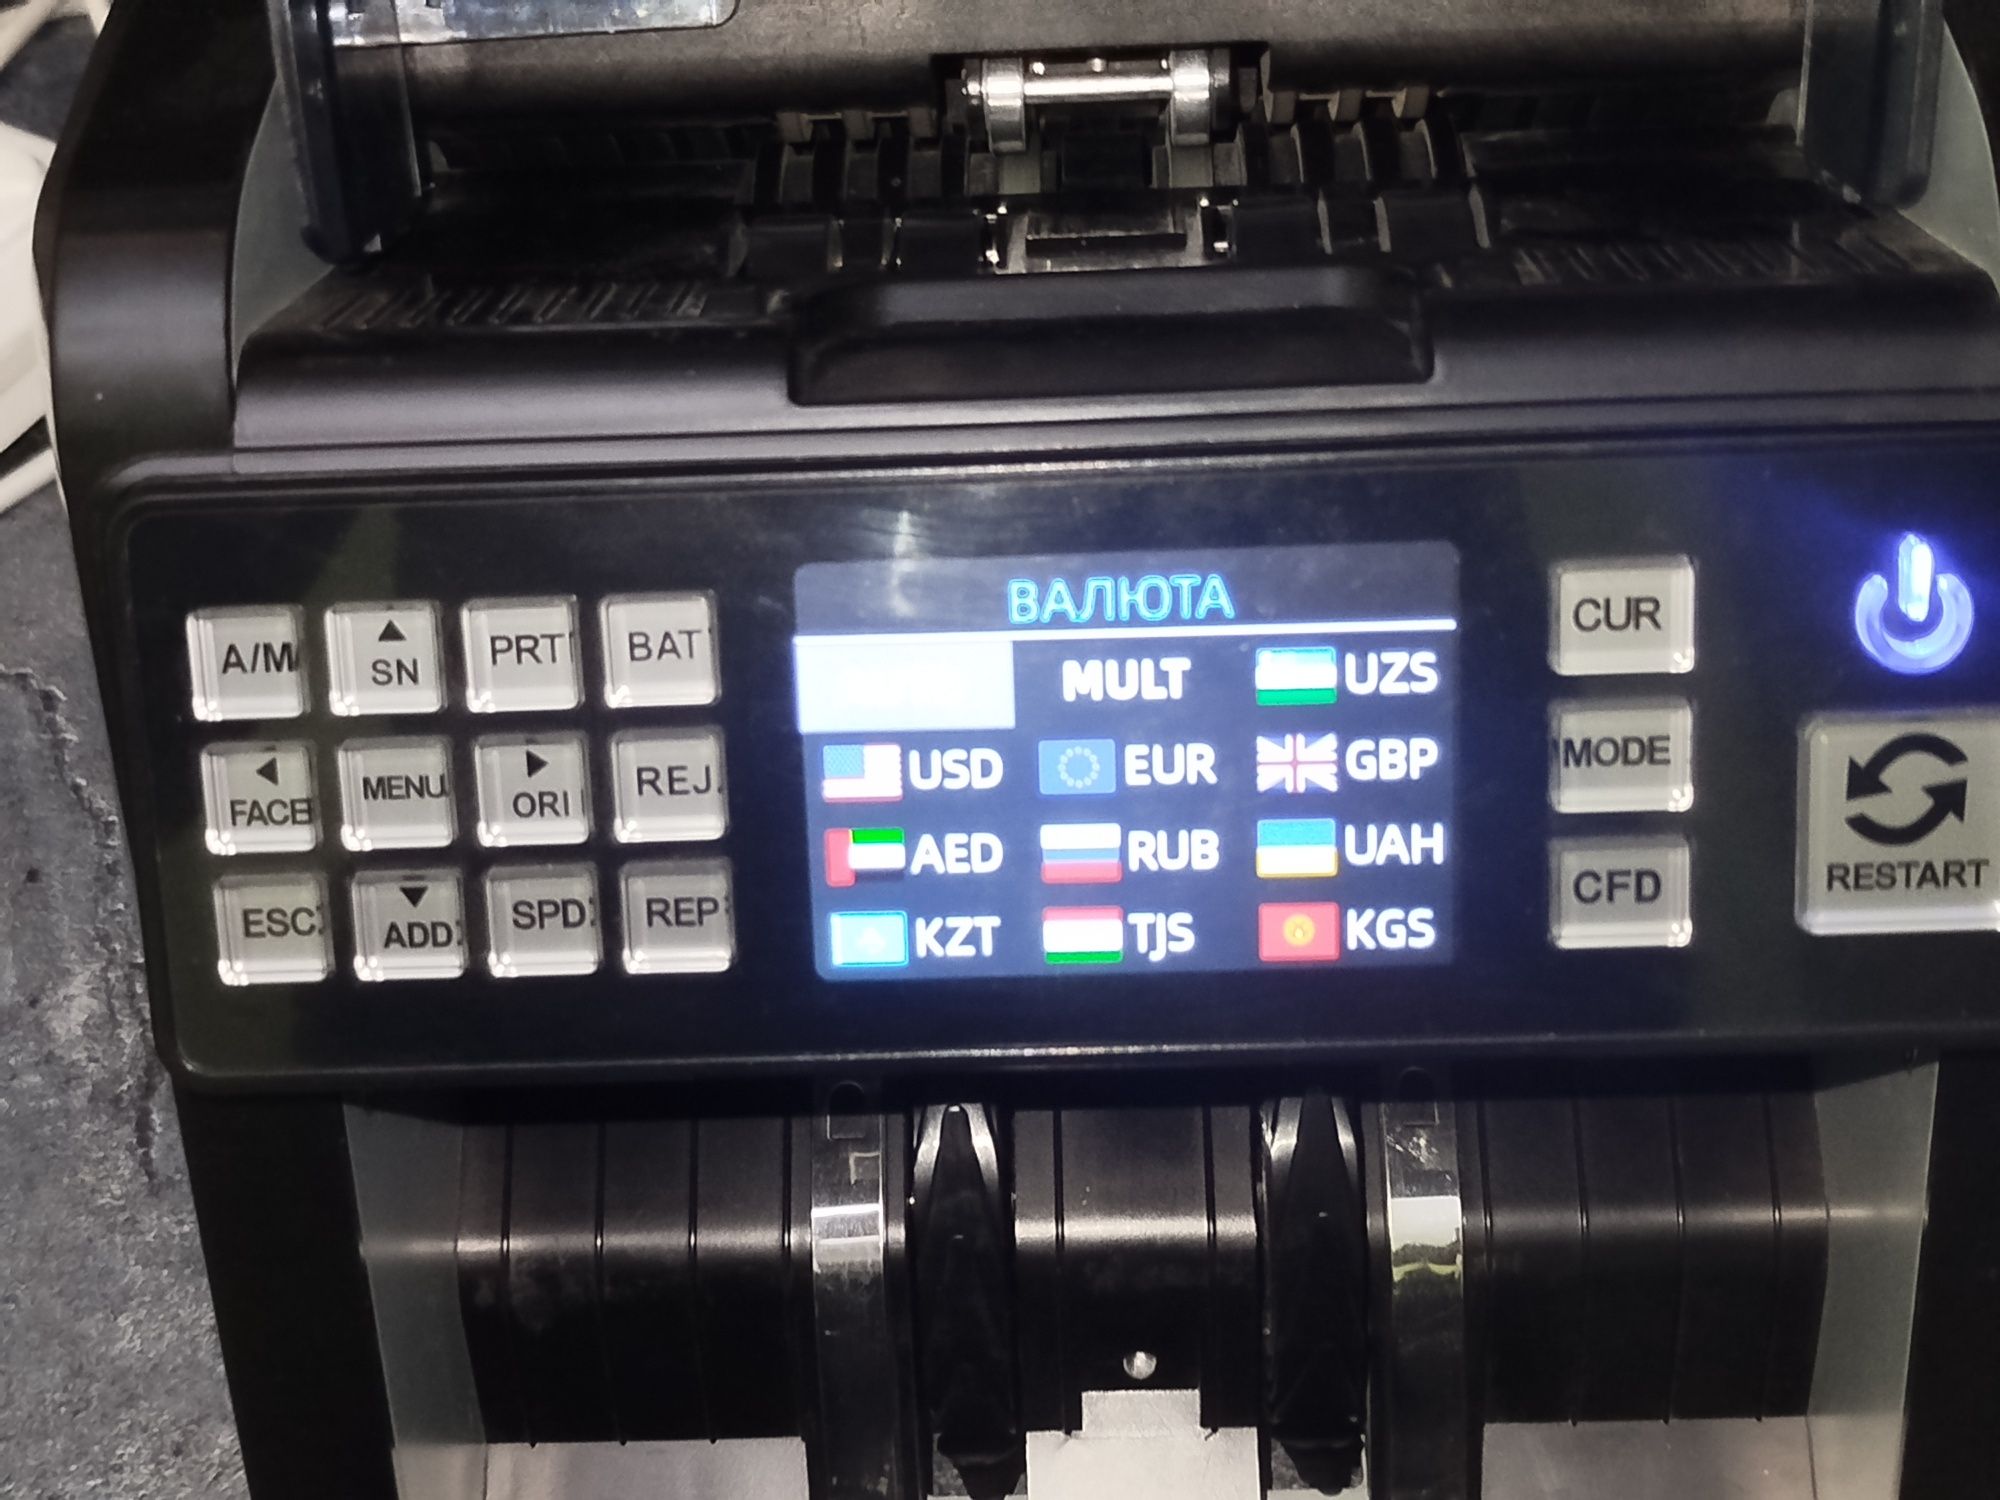 A/M
SN
PRT
BAT
FACE
MENU
ORI
REJ
ESC
ADD
SPD
REP
ВАЛЮТА
MULT
UZS
USD
EUR
GBP
AED
RUB
UAH
KZT
TJS
KGS
CUR
MODE
CFD
RESTART